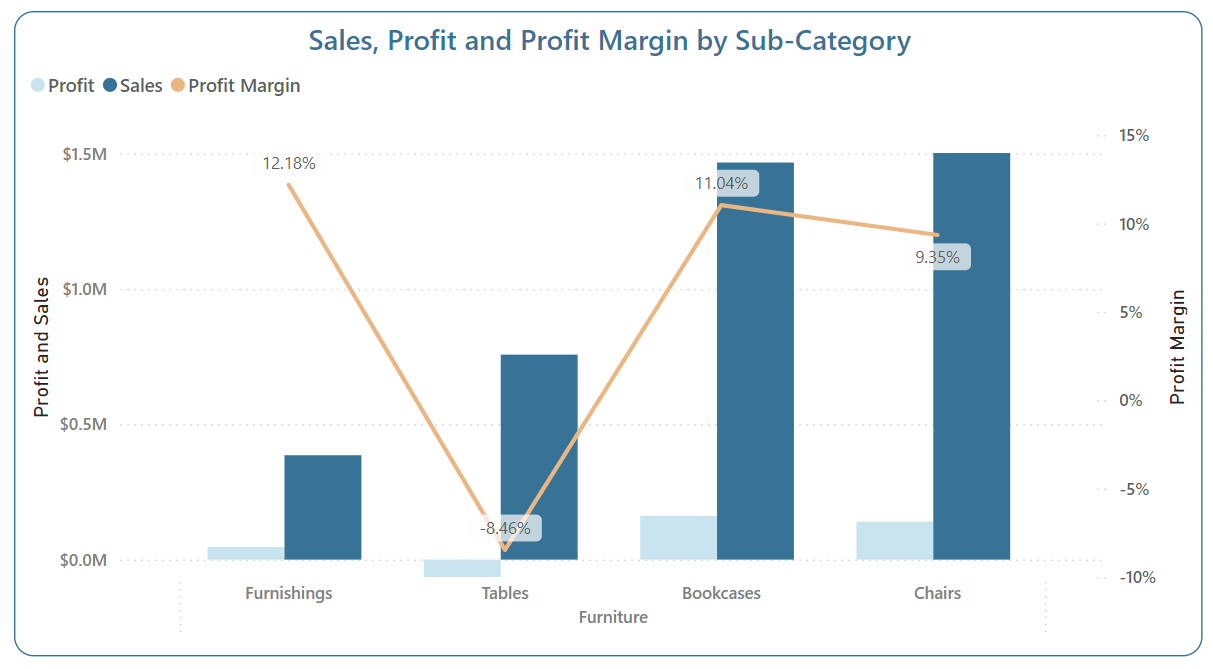 Sales, Profit and Profit Margin by Sub-Category
Profit Sales Profit Margin
15%
$1.5M
12.18%
11.04%
10%
9.35%
$1.0M
5%
Profit and Sales
Profit Margin
0%
$0.5M
-5%
-8.46%
$0.0M
-10%
Furnishings Tables Bookcases Chairs
Furniture